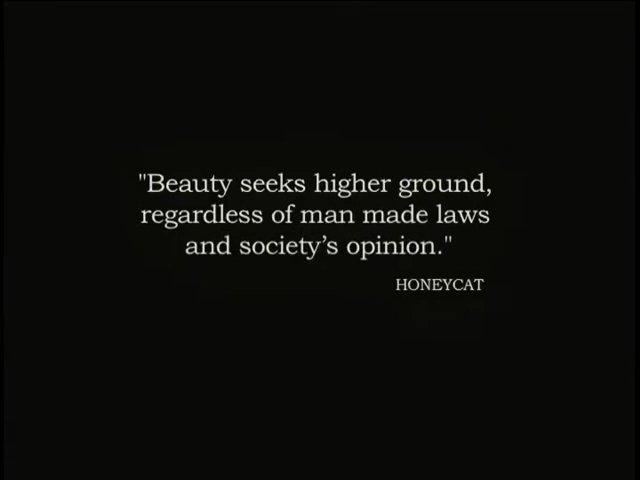 "Beauty seeks higher ground,
regardless of man made laws
and society’s opinion."
HONEYCAT